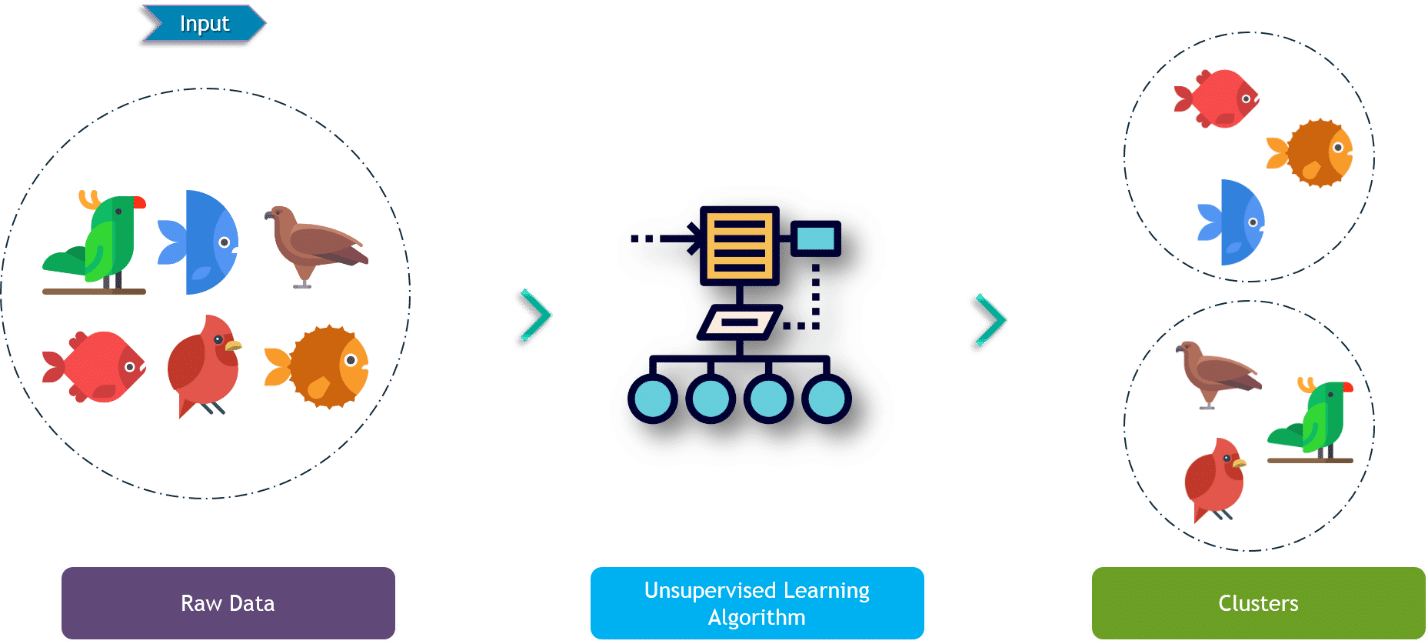 Input
Raw Data
Unsupervised Learning
Algorithm
Clusters